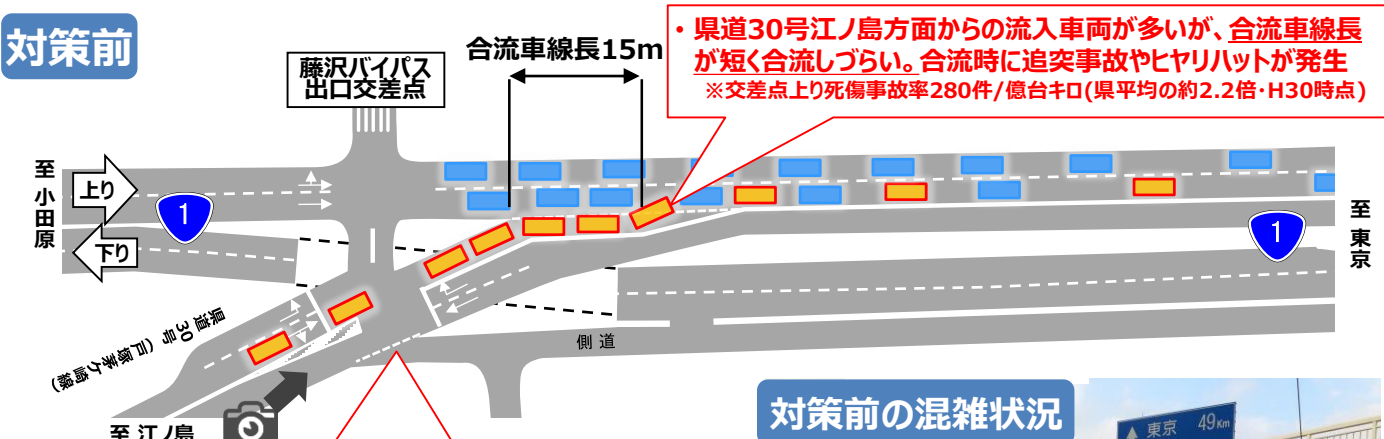 対策前
藤沢バイパス
出口交差点
合流車線長15m
・県道30号江ノ島方面からの流入車両が多いが、合流車線長
が短く合流しづらい。合流時に追突事故やヒヤリハットが発生
※交差点上り死傷事故率280件/億台キロ(県平均の約2.2倍・H30時点)
至 小田原
上り
1
下り
1
至 東京
県道30号(戸塚茅ケ崎線)
側道
至 江ノ島
対策前の混雑状況
東京 49Km